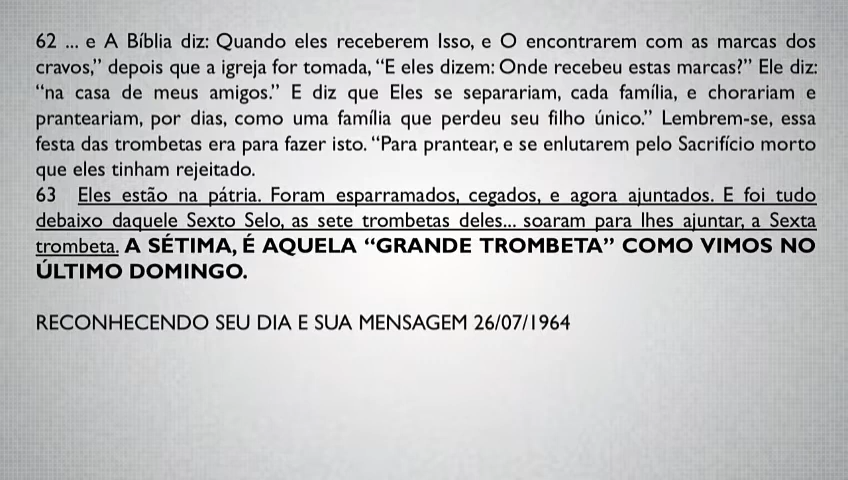 62 ... e A Bíblia diz: Quando eles receberem Isso, e O encontrarem com as marcas dos
cravos,” depois que a igreja for tomada, “E eles dizem: Onde recebeu estas marcas?” Ele diz:
“na casa de meus amigos.” E diz que Eles se separariam, cada família, e chorariam e
pranteariam, por dias, como uma família que perdeu seu filho único.” Lembrem-se, essa
festa das trombetas era para fazer isto. “Para prantear, e se enlutarem pelo Sacrifício morto
que eles tinham rejeitado.
63 Eles estão na pátria. Foram esparramados, cegados, e agora ajuntados. E foi tudo
debaixo daquele Sexto Selo, as sete trombetas deles... soaram para lhes ajuntar, a Sexta
trombeta. A SÉTIMA, É AQUELA “GRANDE TROMBETA” COMO VIMOS NO
ÚLTIMO DOMINGO.
RECONHECENDO SEU DIA E SUA MENSAGEM 26/07/1964